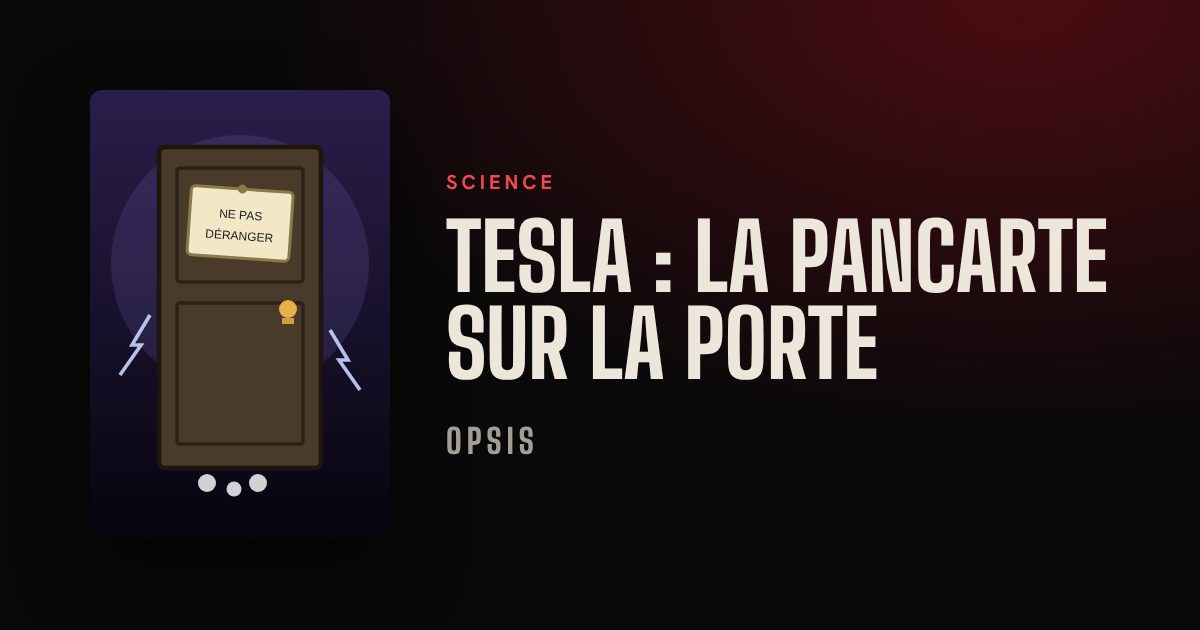 NE PAS
DÉRANGER
SCIENCE
TESLA : LA PANCARTE
SUR LA PORTE
OPSIS